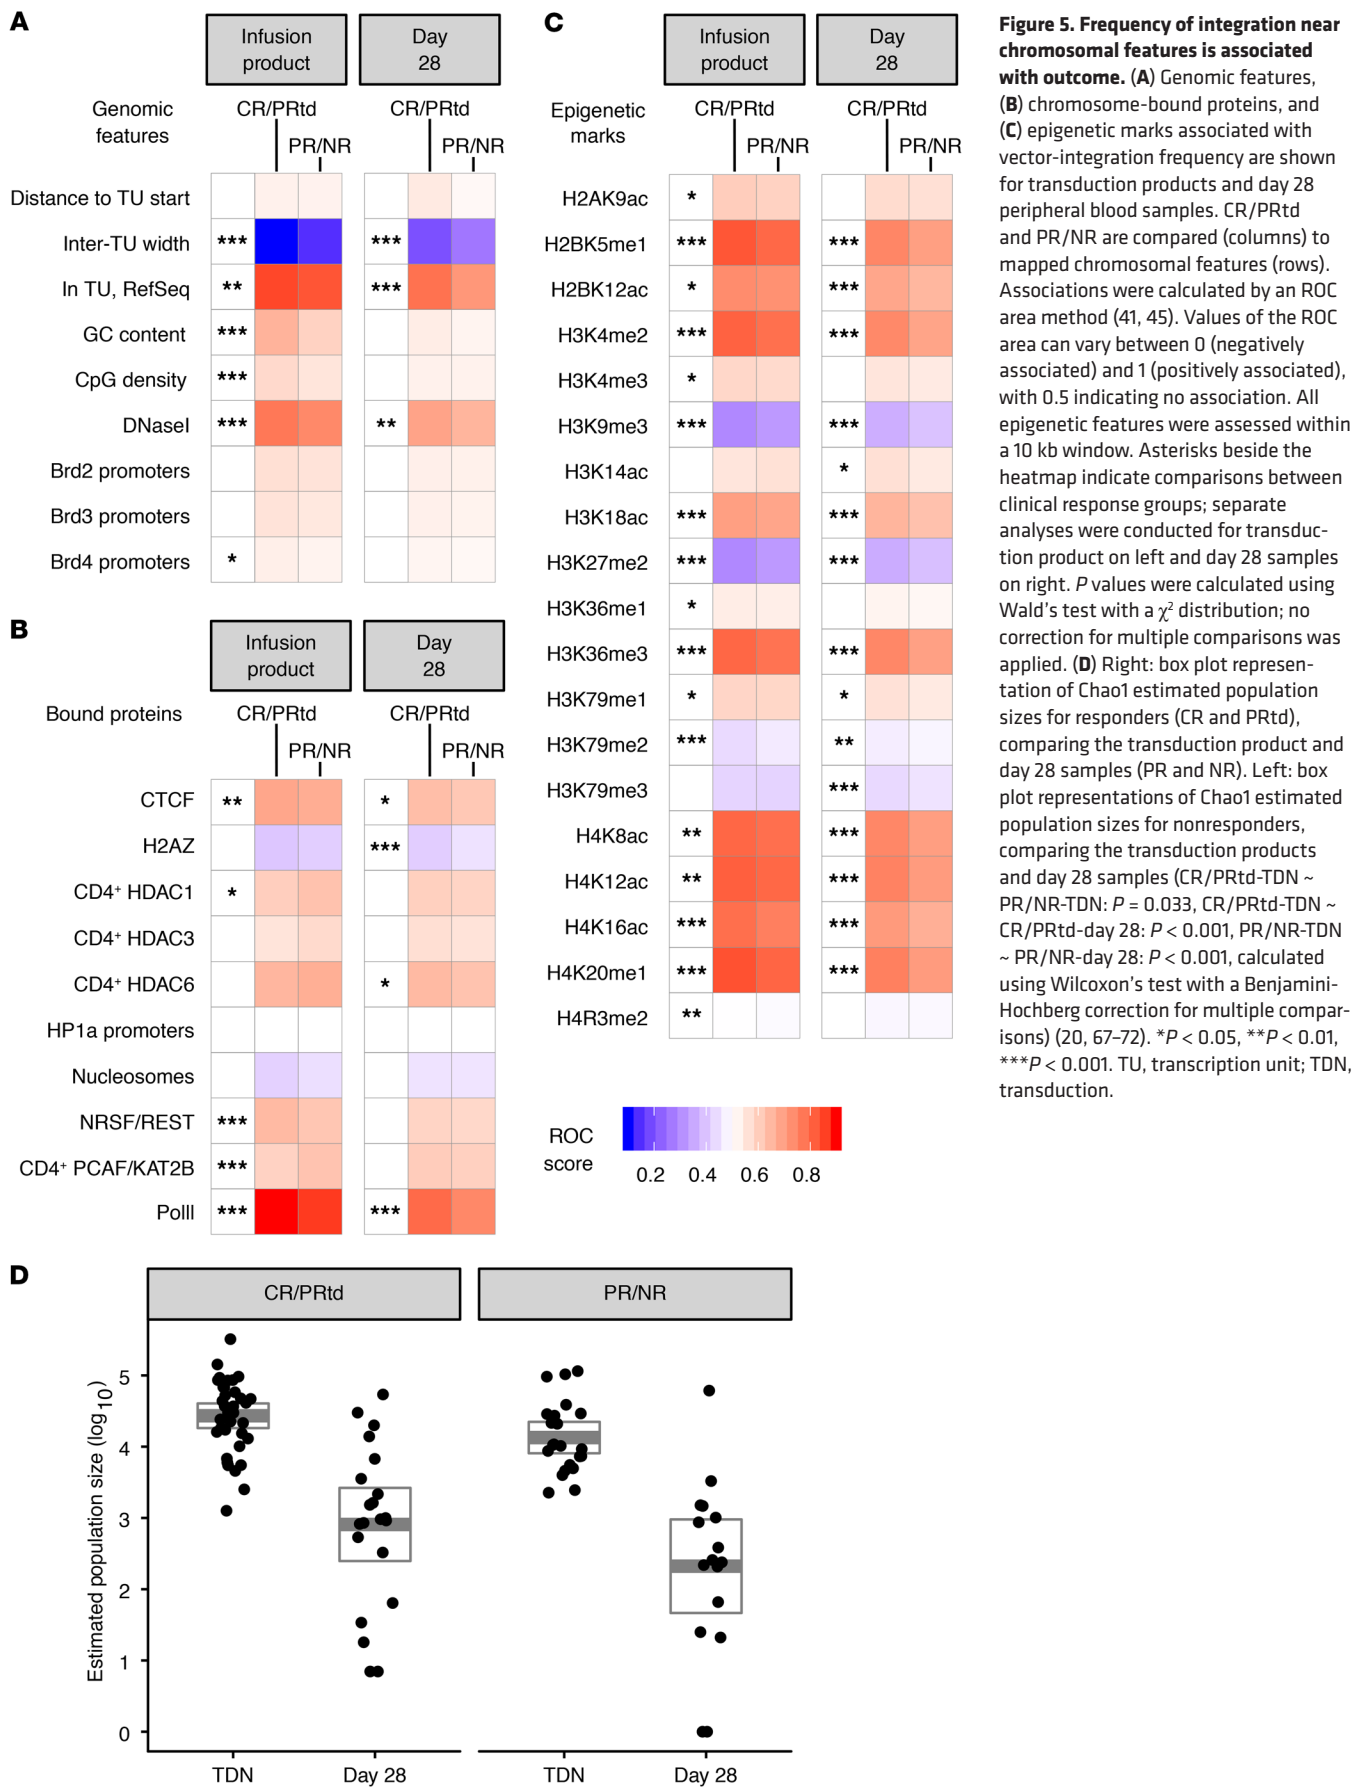 A
Infusion
product
Day
28
Genomic
features
CR/PRtd
PR/NR
CR/PRtd
PR/NR
Distance to TU start
Inter-TU width
*** ***
In TU, RefSeq
** ***
GC content
***
CpG density
***
DNaseI
*** **
Brd2 promoters
Brd3 promoters
Brd4 promoters
*
B
Infusion
product
Day
28
Bound proteins
CR/PRtd
PR/NR
CR/PRtd
PR/NR
CTCF
** *
H2AZ
***
CD4+ HDAC1
*
CD4+ HDAC3
CD4+ HDAC6
*
HP1a promoters
Nucleosomes
NRSF/REST
***
CD4+ PCAF/KAT2B
***
PolII
*** ***
C
Infusion
product
Day
28
Epigenetic
marks
CR/PRtd
PR/NR
CR/PRtd
PR/NR
H2AK9ac
*
H2BK5me1
*** ***
H2BK12ac
* ***
H3K4me2
*** ***
H3K4me3
*
H3K9me3
*** ***
H3K14ac
*
H3K18ac
*** ***
H3K27me2
*** ***
H3K36me1
*
H3K36me3
*** ***
H3K79me1
* *
H3K79me2
*** **
H3K79me3
***
H4K8ac
** ***
H4K12ac
** ***
H4K16ac
*** ***
H4K20me1
*** ***
H4R3me2
**
ROC
score
0.2 0.4 0.6 0.8
D
CR/PRtd
PR/NR
Estimated population size (log10)
5
4
3
2
1
0
TDN
Day 28
TDN
Day 28
Figure 5. Frequency of integration near
chromosomal features is associated
with outcome. (A) Genomic features,
(B) chromosome-bound proteins, and
(C) epigenetic marks associated with
vector-integration frequency are shown
for transduction products and day 28
peripheral blood samples. CR/PRtd
and PR/NR are compared (columns) to
mapped chromosomal features (rows).
Associations were calculated by an ROC
area method (41, 45). Values of the ROC
area can vary between 0 (negatively
associated) and 1 (positively associated),
with 0.5 indicating no association. All
epigenetic features were assessed within
a 10 kb window. Asterisks beside the
heatmap indicate comparisons between
clinical response groups; separate
analyses were conducted for transduc-
tion product on left and day 28 samples
on right. P values were calculated using
Wald's test with a χ2 distribution; no
correction for multiple comparisons was
applied. (D) Right: box plot represen-
tation of Chao1 estimated population
sizes for responders (CR and PRtd),
comparing the transduction product and
day 28 samples (PR and NR). Left: box
plot representations of Chao1 estimated
population sizes for nonresponders,
comparing the transduction products
and day 28 samples (CR/PRtd-TDN ~
PR/NR-TDN: P = 0.033, CR/PRtd-TDN ~
CR/PRtd-day 28: P < 0.001, PR/NR-TDN
~ PR/NR-day 28: P < 0.001, calculated
using Wilcoxon's test with a Benjamini-
Hochberg correction for multiple compar-
isons) (20, 67–72). *P < 0.05, **P < 0.01,
***P < 0.001. TU, transcription unit; TDN,
transduction.